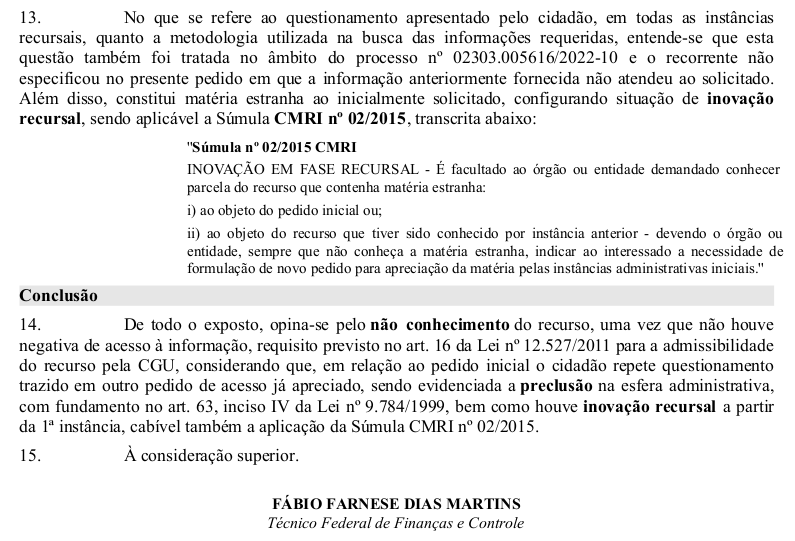 13. No que se refere ao questionamento apresentado pelo cidadão, em todas as instâncias
recursais, quanto a metodologia utilizada na busca das informações requeridas, entende-se que esta
questão também foi tratada no âmbito do processo nº 02303.005616/2022-10 e o recorrente não
especificou no presente pedido em que a informação anteriormente fornecida não atendeu ao solicitado.
Além disso, constitui matéria estranha ao inicialmente solicitado, configurando situação de inovação
recursal, sendo aplicável a Súmula CMRI nº 02/2015, transcrita abaixo:
"Súmula nº 02/2015 CMRI
INOVAÇÃO EM FASE RECURSAL - É facultado ao órgão ou entidade demandado conhecer
parcela do recurso que contenha matéria estranha:
i) ao objeto do pedido inicial ou;
ii) ao objeto do recurso que tiver sido conhecido por instância anterior - devendo o órgão ou
entidade, sempre que não conheça a matéria estranha, indicar ao interessado a necessidade de
formulação de novo pedido para apreciação da matéria pelas instâncias administrativas iniciais."
Conclusão
14. De todo o exposto, opina-se pelo não conhecimento do recurso, uma vez que não houve
negativa de acesso à informação, requisito previsto no art. 16 da Lei nº 12.527/2011 para a admissibilidade
do recurso pela CGU, considerando que, em relação ao pedido inicial o cidadão repete questionamento
trazido em outro pedido de acesso já apreciado, sendo evidenciada a preclusão na esfera administrativa,
com fundamento no art. 63, inciso IV da Lei nº 9.784/1999, bem como houve inovação recursal a partir
da 1ª instância, cabível também a aplicação da Súmula CMRI nº 02/2015.
15. À consideração superior.
FÁBIO FARNESE DIAS MARTINS
Técnico Federal de Finanças e Controle